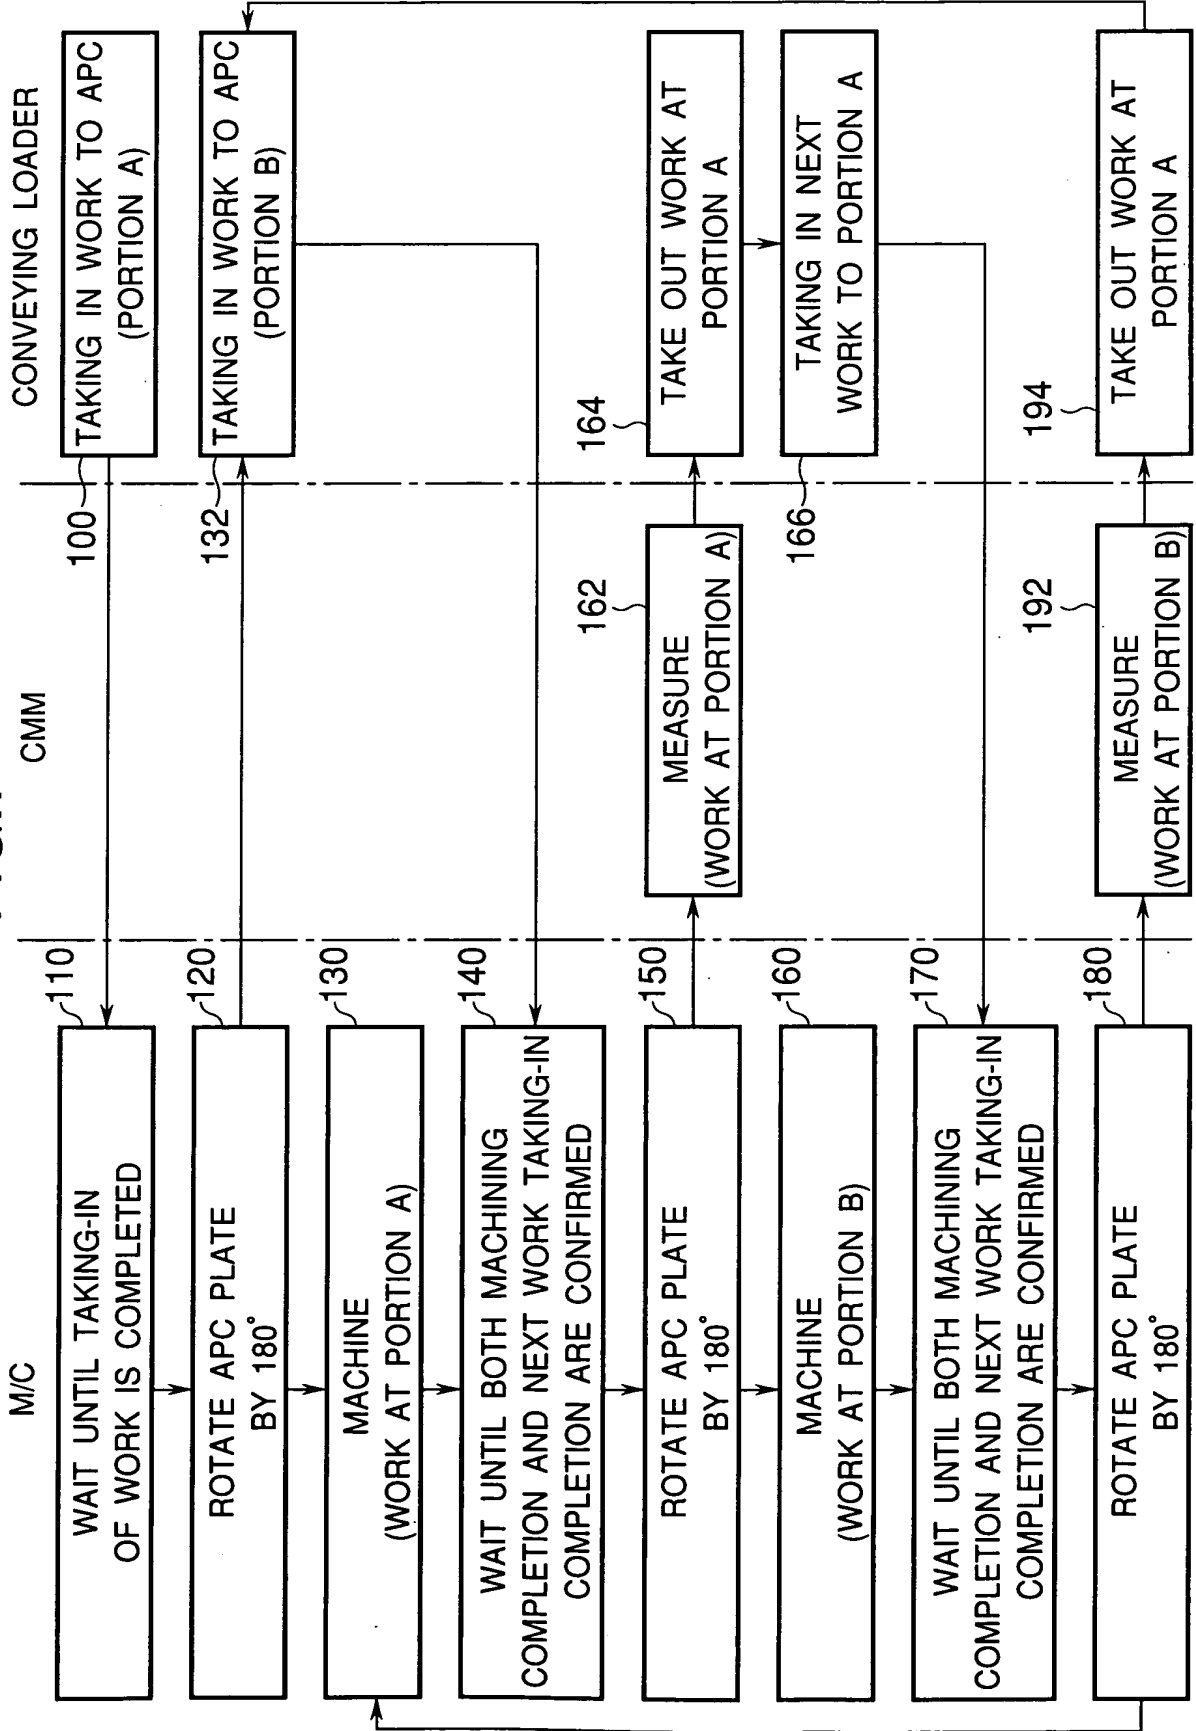 M/C
CMM
CONVEYING LOADER
110
WAIT UNTIL TAKING-IN
OF WORK IS COMPLETED
100
TAKING IN WORK TO APC
(PORTION A)
120
ROTATE APC PLATE
BY 180°
132
TAKING IN WORK TO APC
(PORTION B)
130
MACHINE
(WORK AT PORTION A)
140
WAIT UNTIL BOTH MACHINING
COMPLETION AND NEXT WORK TAKING-IN
COMPLETION ARE CONFIRMED
150
ROTATE APC PLATE
BY 180°
162
MEASURE
(WORK AT PORTION A)
164
TAKE OUT WORK AT
PORTION A
160
MACHINE
(WORK AT PORTION B)
166
TAKING IN NEXT
WORK TO PORTION A
170
WAIT UNTIL BOTH MACHINING
COMPLETION AND NEXT WORK TAKING-IN
COMPLETION ARE CONFIRMED
180
ROTATE APC PLATE
BY 180°
192
MEASURE
(WORK AT PORTION B)
194
TAKE OUT WORK AT
PORTION A